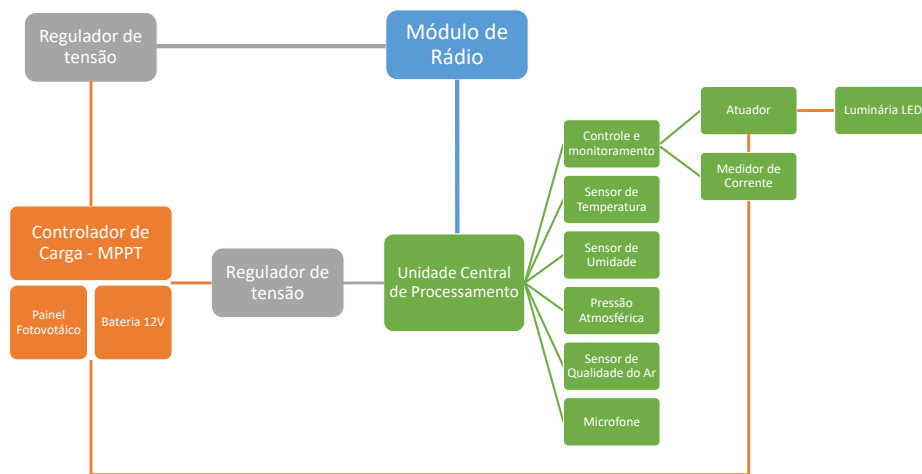 Regulador de
tensão
Módulo de
Rádio
Atuador
Luminária LED
Controle e
monitoramento
Medidor de
Corrente
Sensor de
Temperatura
Controlador de
Carga - MPPT
Regulador de
tensão
Unidade Central
de Processamento
Sensor de
Umidade
Painel
Fotovotáico
Bateria 12V
Pressão
Atmosférica
Sensor de
Qualidade do Ar
Microfone